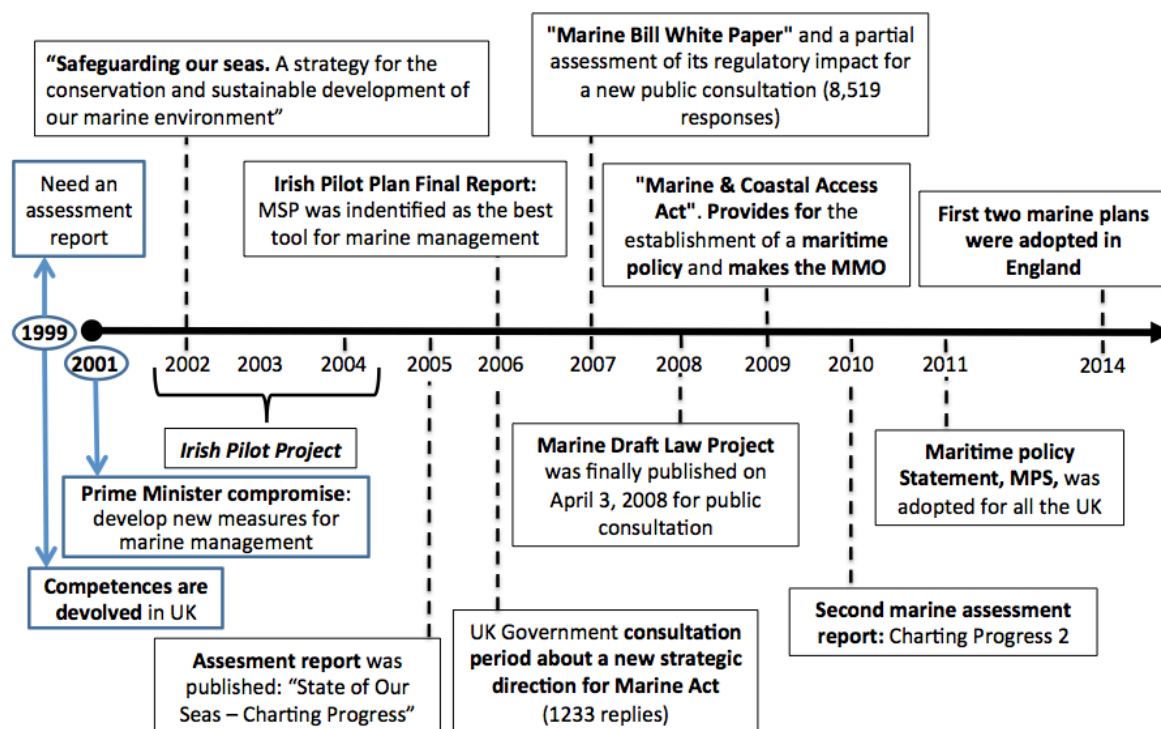 “Safeguarding our seas. A strategy for the
conservation and sustainable development of
our marine environment”
"Marine Bill White Paper" and a partial
assessment of its regulatory impact for
a new public consultation (8,519
responses)
Need an
assessment
report
Irish Pilot Plan Final Report:
MSP was indentified as the best
tool for marine management
"Marine & Coastal Access
Act". Provides for the
establishment of a maritime
policy and makes the MMO
First two marine plans
were adopted in
England
1999
2001
2002
2003
2004
2005
2006
2007
2008
2009
2010
2011
2014
Irish Pilot Project
Prime Minister compromise:
develop new measures for
marine management
Competences are
devolved in UK
Assesment report was
published: “State of Our
Seas – Charting Progress”
UK Government consultation
period about a new strategic
direction for Marine Act
(1233 replies)
Marine Draft Law Project
was finally published on
April 3, 2008 for public
consultation
Second marine assessment
report: Charting Progress 2
Maritime policy
Statement, MPS, was
adopted for all the UK